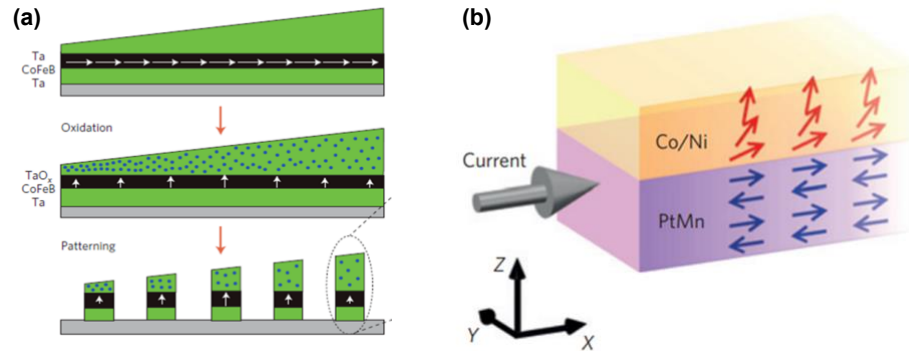 (a)
Ta
CoFeB
Ta
Oxidation
TaOx
CoFeB
Ta
Patterning
(b)
Co/Ni
Current
PtMn
Z
Y
X